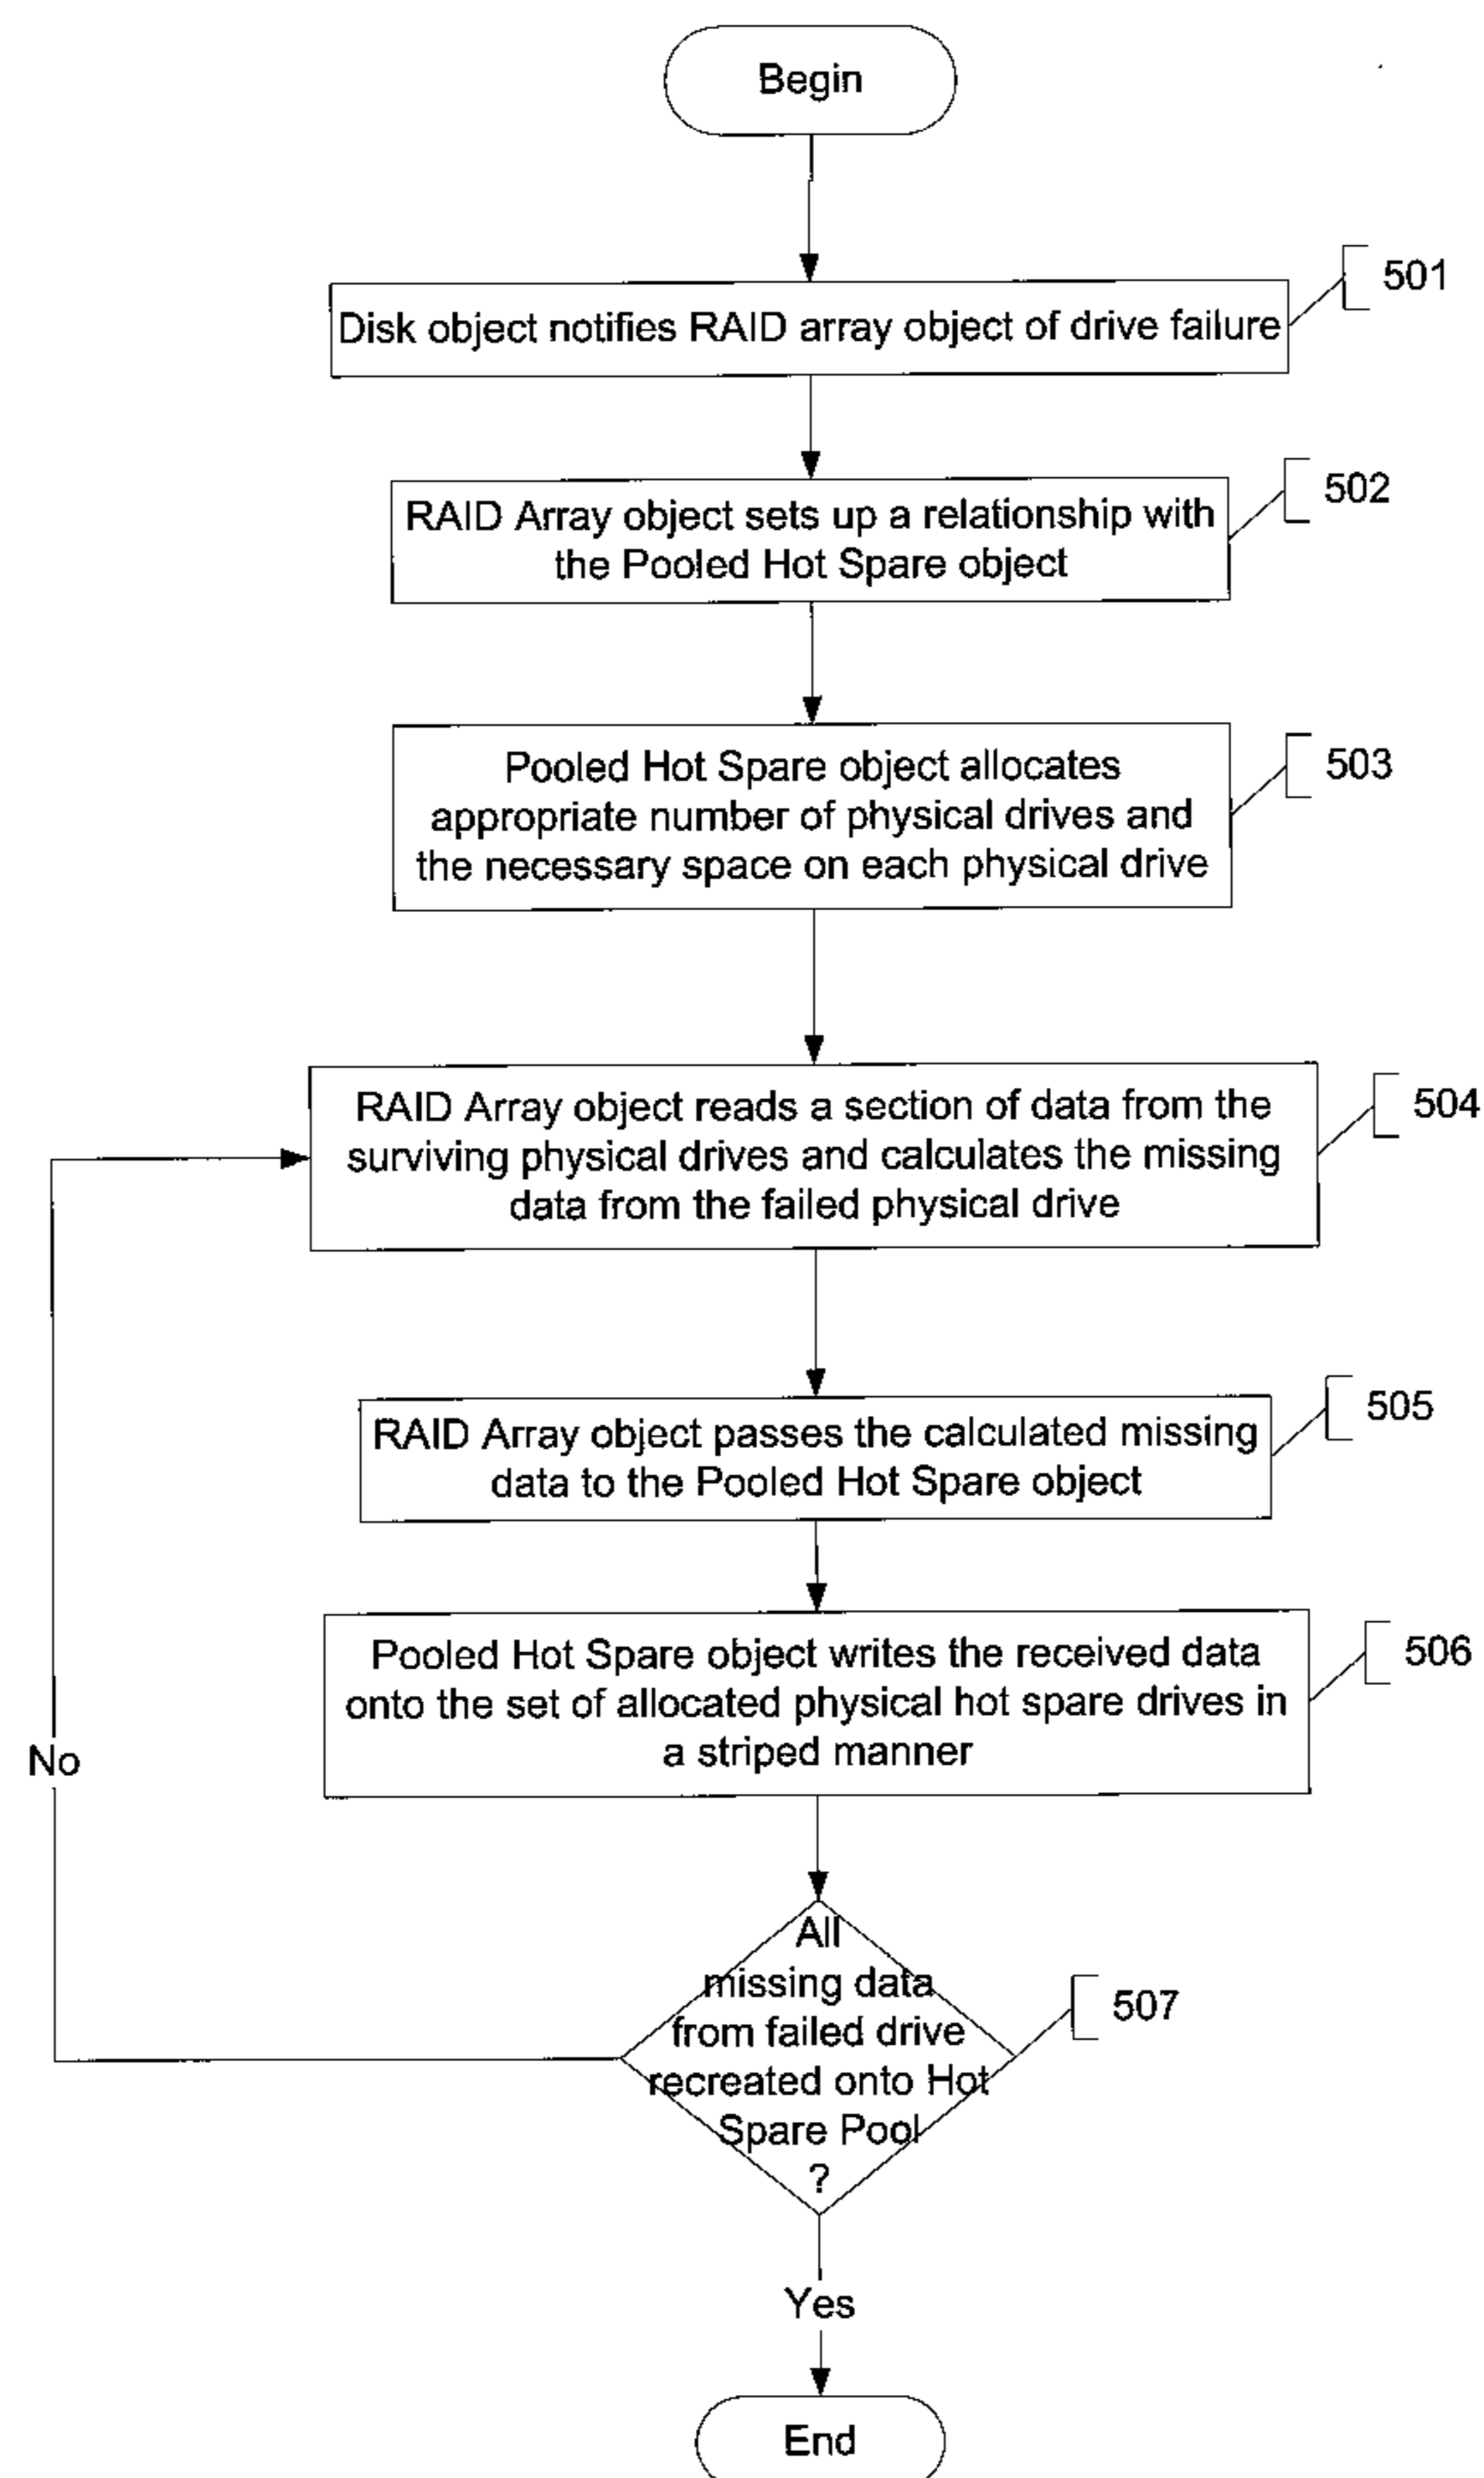 Begin
501
Disk object notifies RAID array object of drive failure
502
RAID Array object sets up a relationship with
the Pooled Hot Spare object
503
Pooled Hot Spare object allocates
appropriate number of physical drives and
the necessary space on each physical drive
504
RAID Array object reads a section of data from the
surviving physical drives and calculates the missing
data from the failed physical drive
505
RAID Array object passes the calculated missing
data to the Pooled Hot Spare object
506
Pooled Hot Spare object writes the received data
onto the set of allocated physical hot spare drives in
a striped manner
No
507
All
missing data
from failed drive
recreated onto Hot
Spare Pool
?
Yes
End